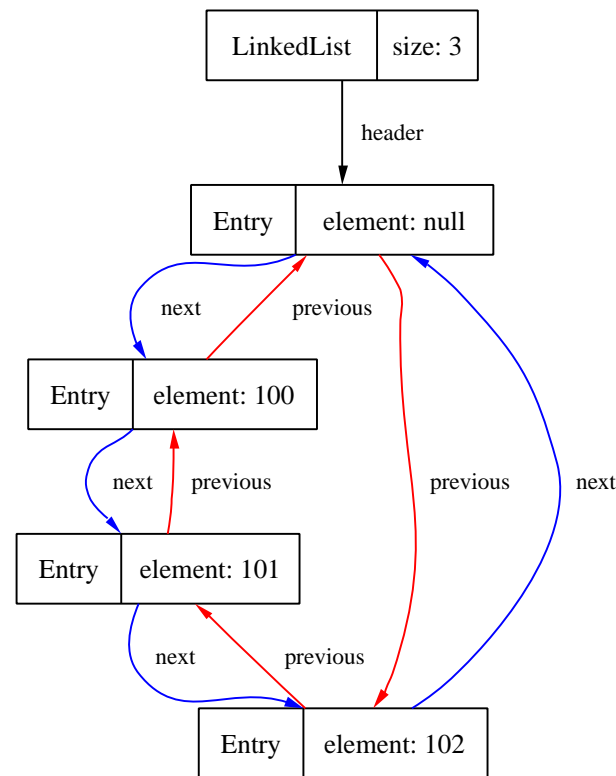 LinkedList size: 3
header
Entry element: null
next previous
Entry element: 100
next previous previous next
Entry element: 101
next previous
Entry element: 102